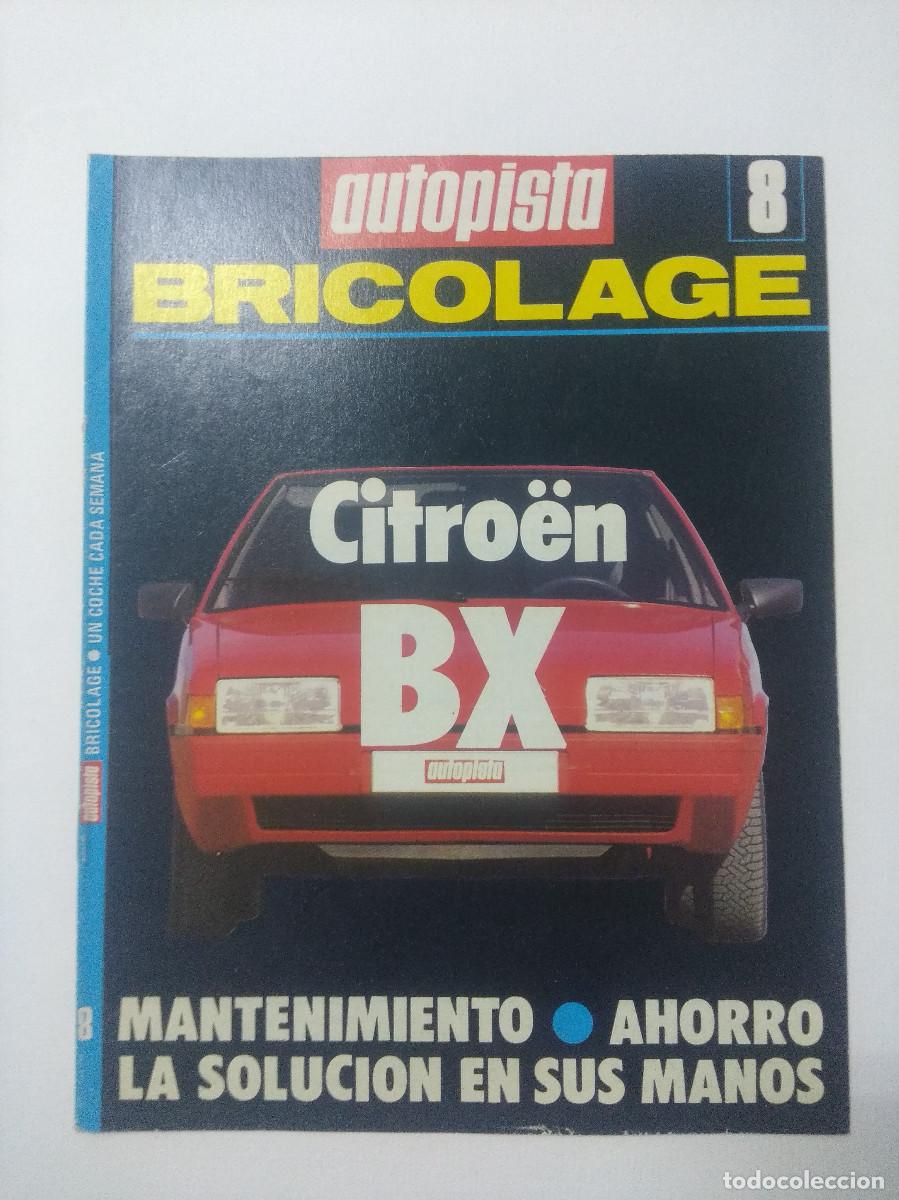 autopista
8
BRICOLAGE
Citroën
BX
autopista
MANTENIMIENTO ● AHORRO
LA SOLUCION EN SUS MANOS
8 autopista BRICOLAGE ● UN COCHE CADA SEMANA
todocoleccion